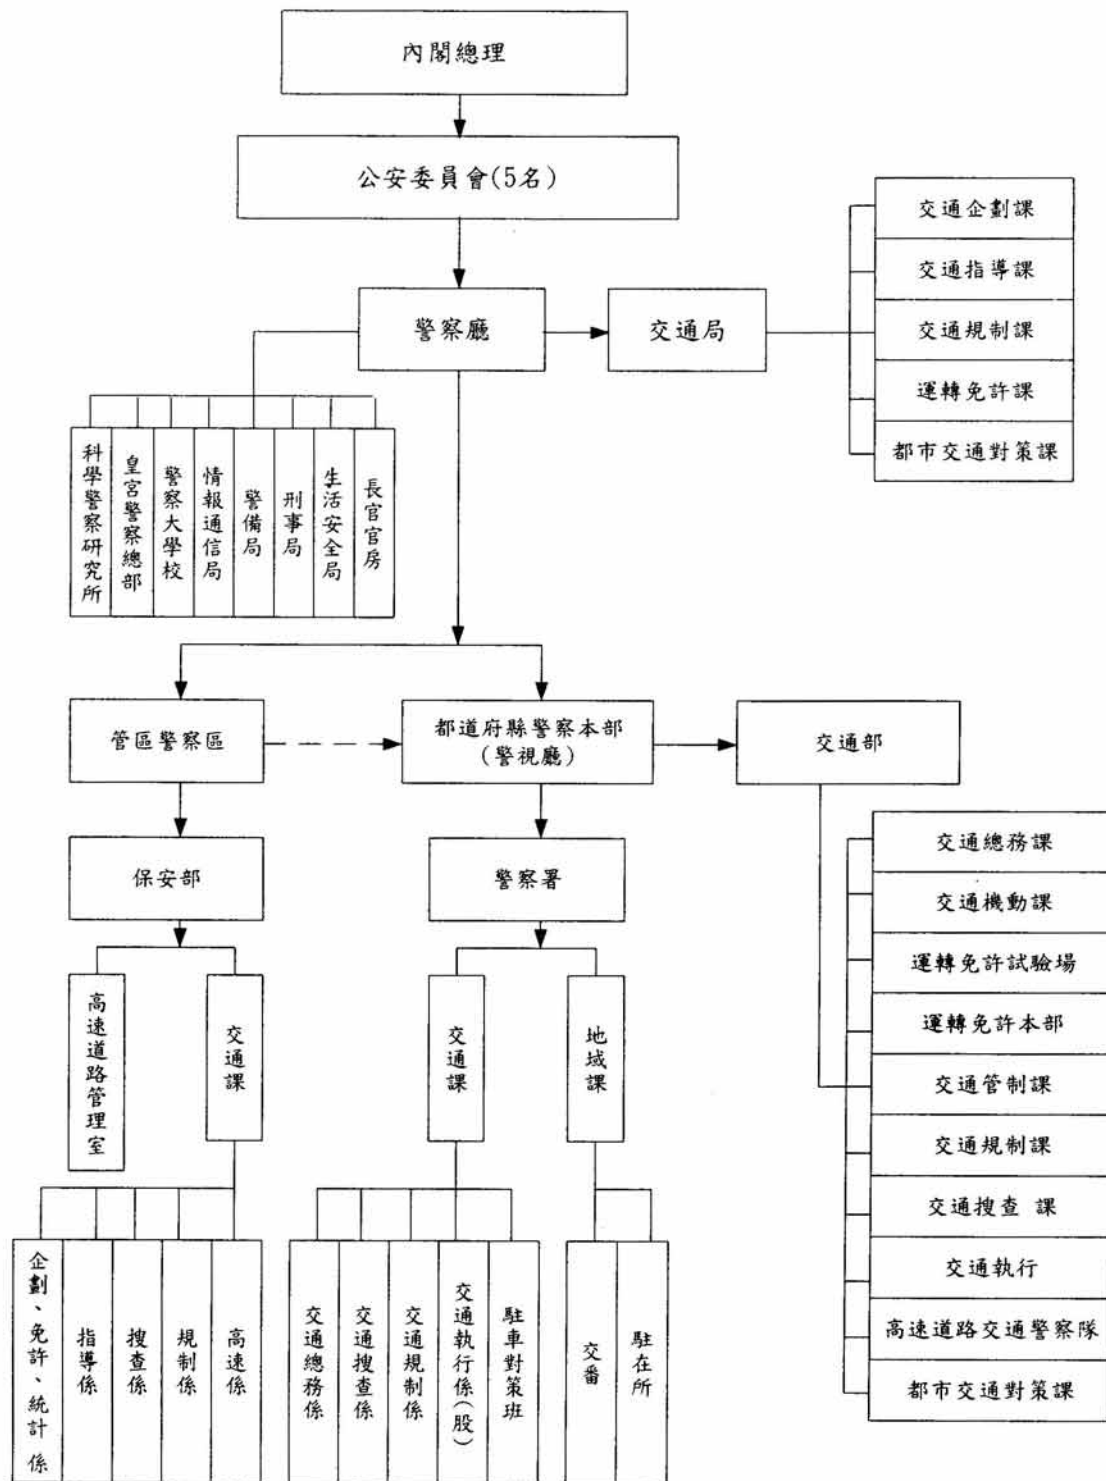 內閣總理
公安委員會(5名)
警察廳
交通局
交通企劃課
交通指導課
交通規制課
運轉免許課
都市交通對策課
科學警察研究所
皇宮警察總部
警察大學校
情報通信局
警備局
刑事局
生活安全局
長官官房
管區警察區
都道府縣警察本部
(警視廳)
交通部
保安部
警察署
交通總務課
交通機動課
運轉免許試驗場
運轉免許本部
交通管制課
交通規制課
交通搜查 課
交通執行
高速道路交通警察隊
都市交通對策課
高速道路管理室
交通課
交通課
地域課
企劃、免許、統計係
指導係
搜查係
規制係
高速係
交通總務係
交通搜查係
交通規制係
交通執行係(股)
駐車對策班
交番
駐在所